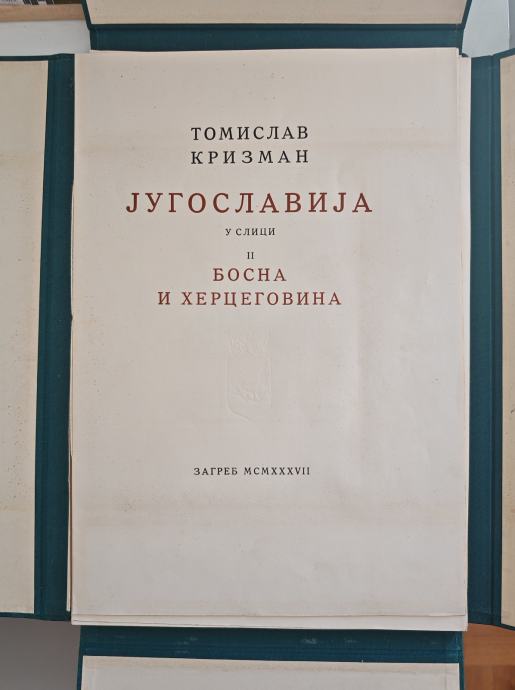 ТОМИСЛАВ
КРИЗМАН
ЈУГОСЛАВИЈА
У СЛИЦИ
II
БОСНА
И ХЕРЦЕГОВИНА
ЗАГРЕБ MCMXXXVII